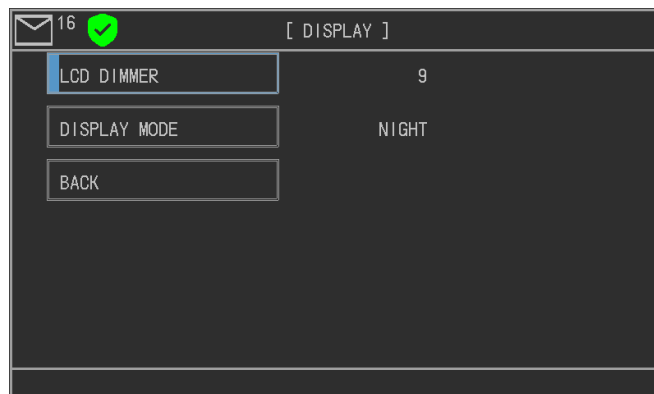 16 [ DISPLAY ]
LCD DIMMER 9
DISPLAY MODE NIGHT
BACK